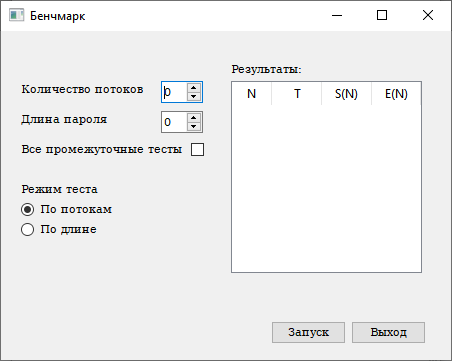 Бенчмарк
Количество потоков 0
Длина пароля 0
Все промежуточные тесты
Режим теста
По потокам
По длине
Результаты:
N T S(N) E(N)
Запуск Выход